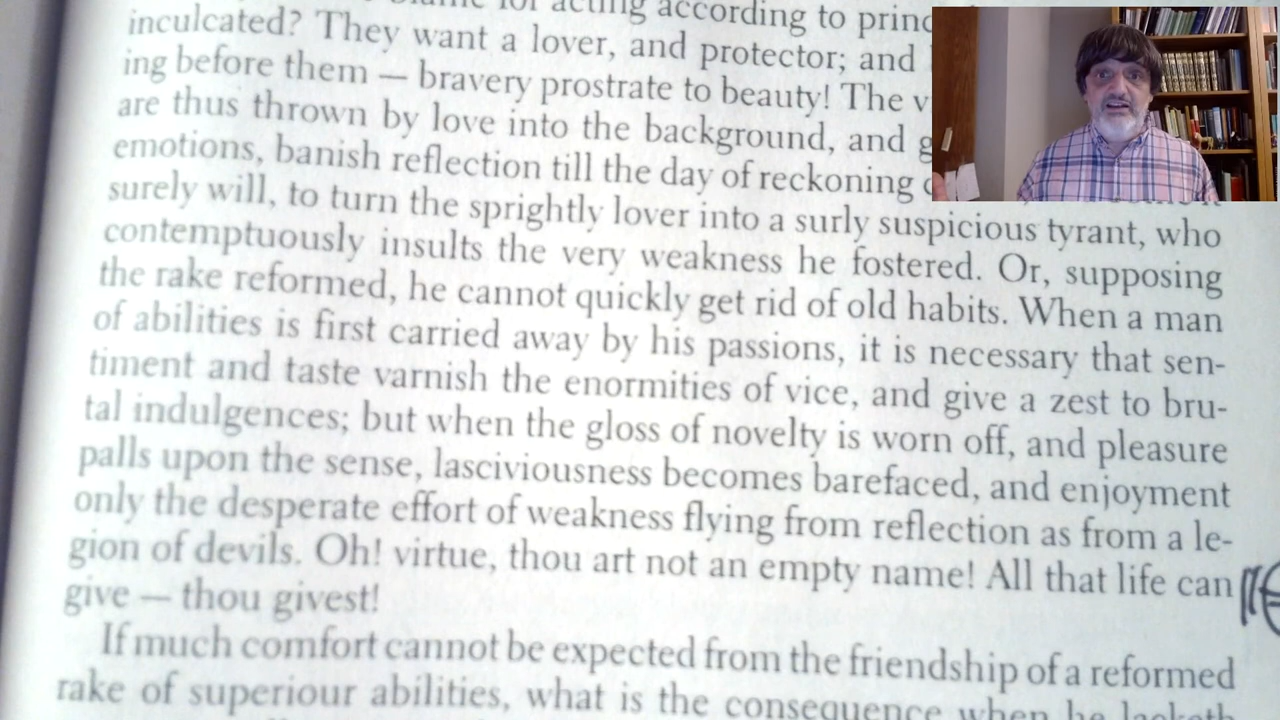 for acting according to princ
inculcated? They want a lover, and protector; and
ing before them — bravery prostrate to beauty! The v
are thus thrown by love into the background, and g
emotions, banish reflection till the day of reckoning
surely will, to turn the sprightly lover into a surly suspicious tyrant, who
contemptuously insults the very weakness he fostered. Or, supposing
the rake reformed, he cannot quickly get rid of old habits. When a man
of abilities is first carried away by his passions, it is necessary that sen-
timent and taste varnish the enormities of vice, and give a zest to bru-
tal indulgences; but when the gloss of novelty is worn off, and pleasure
palls upon the sense, lasciviousness becomes barefaced, and enjoyment
only the desperate effort of weakness flying from reflection as from a le-
gion of devils. Oh! virtue, thou art not an empty name! All that life can
give — thou givest!
If much comfort cannot be expected from the friendship of a reformed
rake of superiour abilities, what is the consequence when he lacketh